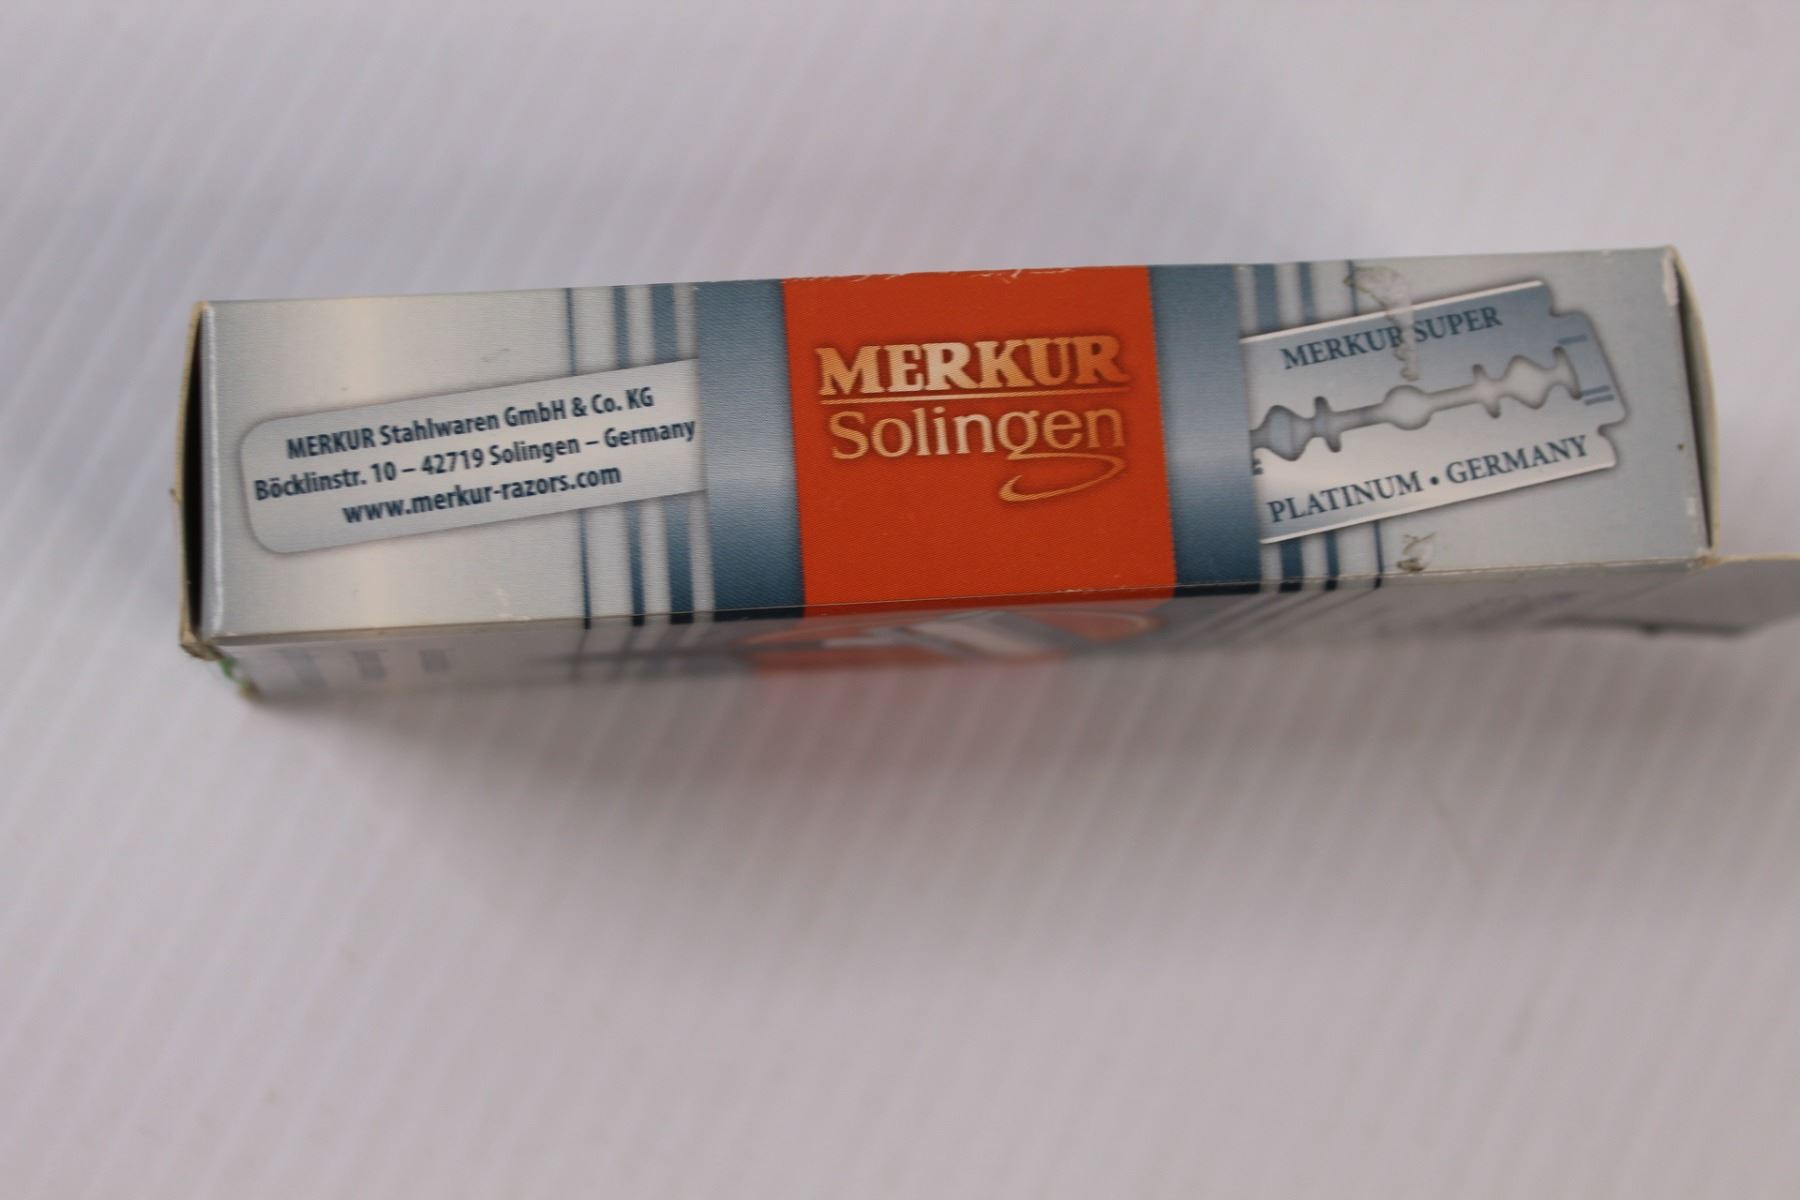 MERKUR Stahlwaren GmbH & Co. KG
Böcklinstr. 10 – 42719 Solingen – Germany
www.merkur-razors.com
MERKUR
Solingen
MERKUR SUPER
PLATINUM • GERMANY